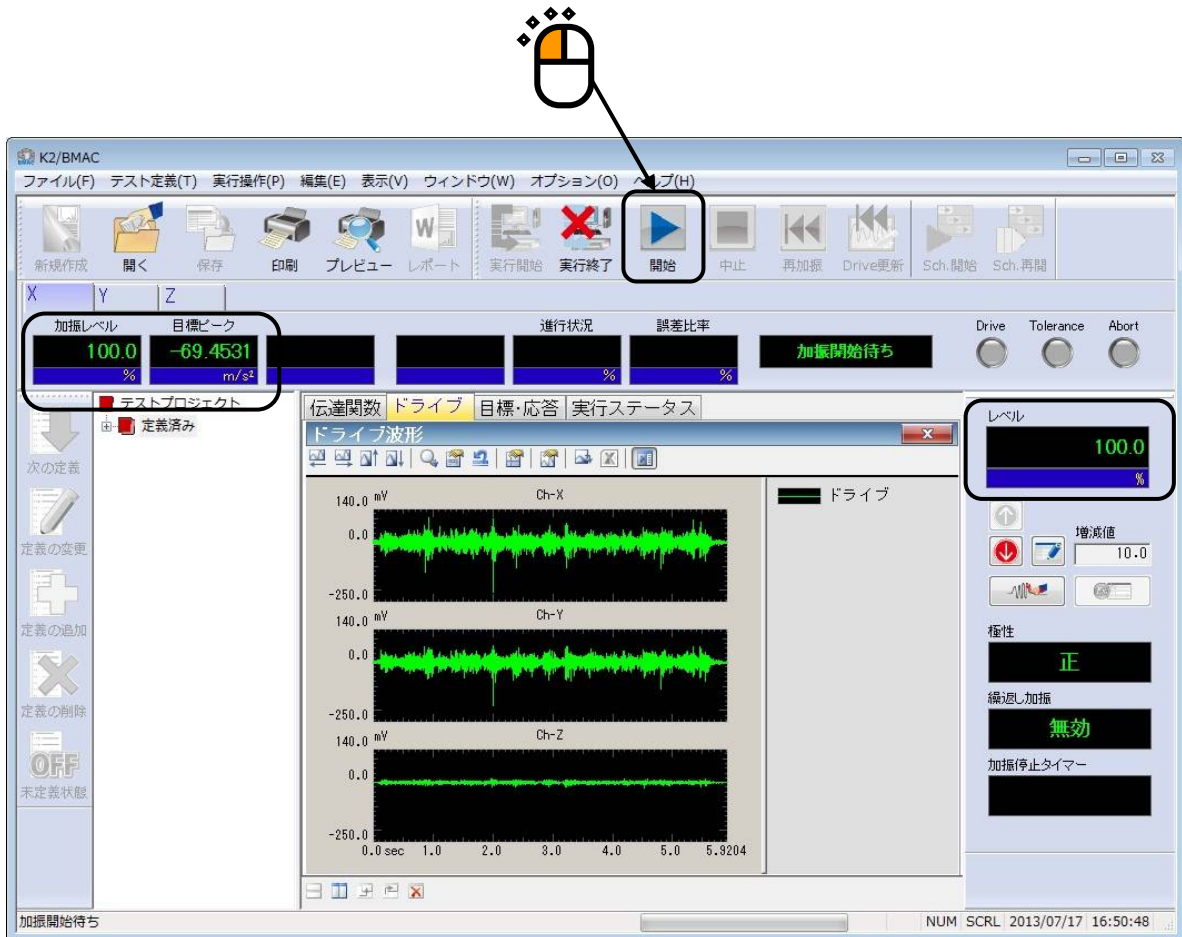 K2/BMAC
ファイル(F) テスト定義(T) 実行操作(P) 編集(E) 表示(V) ウィンドウ(W) オプション(O) ヘルプ(H)
新規作成 開く 保存 印刷 プレビュー レポート 実行開始 実行終了 開始 中止 再加振 Drive更新 Sch.開始 Sch.再開
X Y Z
加振レベル 目標ピーク 進行状況 誤差比率 Drive Tolerance Abort
100.0 -69.4531 加振開始待ち
% m/s² % %
テストプロジェクト
定義済み
次の定義
定義の変更
定義の追加
定義の削除
OFF
未定義状態
伝達関数 ドライブ 目標・応答 実行ステータス
ドライブ波形
140.0 mV Ch-X
0.0
-250.0
140.0 mV Ch-Y
0.0
-250.0
140.0 mV Ch-Z
0.0
-250.0
0.0 sec 1.0 2.0 3.0 4.0 5.0 5.9204
ドライブ
レベル
100.0
%
増減値
10.0
極性
正
繰返し加振
無効
加振停止タイマー
加振開始待ち NUM SCRL 2013/07/17 16:50:48